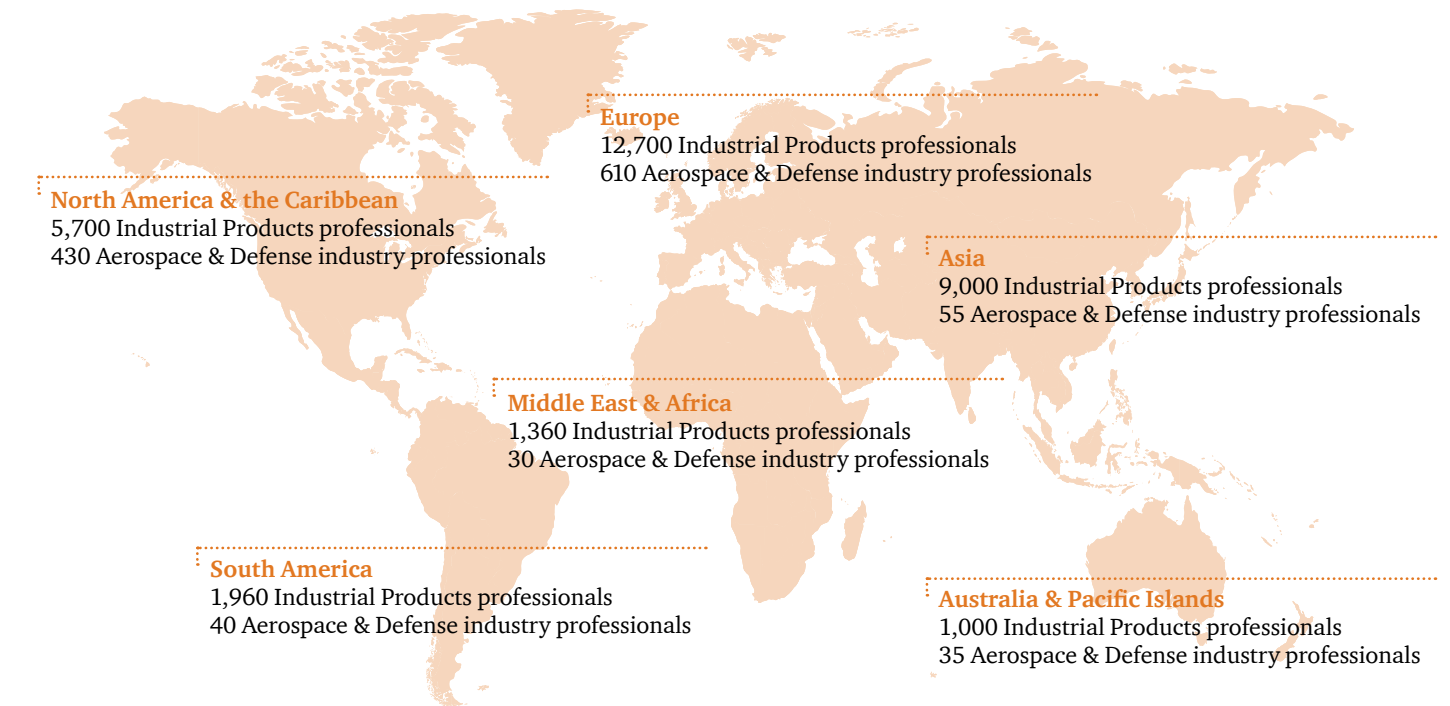 Europe
12,700 Industrial Products professionals
610 Aerospace & Defense industry professionals
North America & the Caribbean
5,700 Industrial Products professionals
430 Aerospace & Defense industry professionals
Asia
9,000 Industrial Products professionals
55 Aerospace & Defense industry professionals
Middle East & Africa
1,360 Industrial Products professionals
30 Aerospace & Defense industry professionals
South America
1,960 Industrial Products professionals
40 Aerospace & Defense industry professionals
Australia & Pacific Islands
1,000 Industrial Products professionals
35 Aerospace & Defense industry professionals